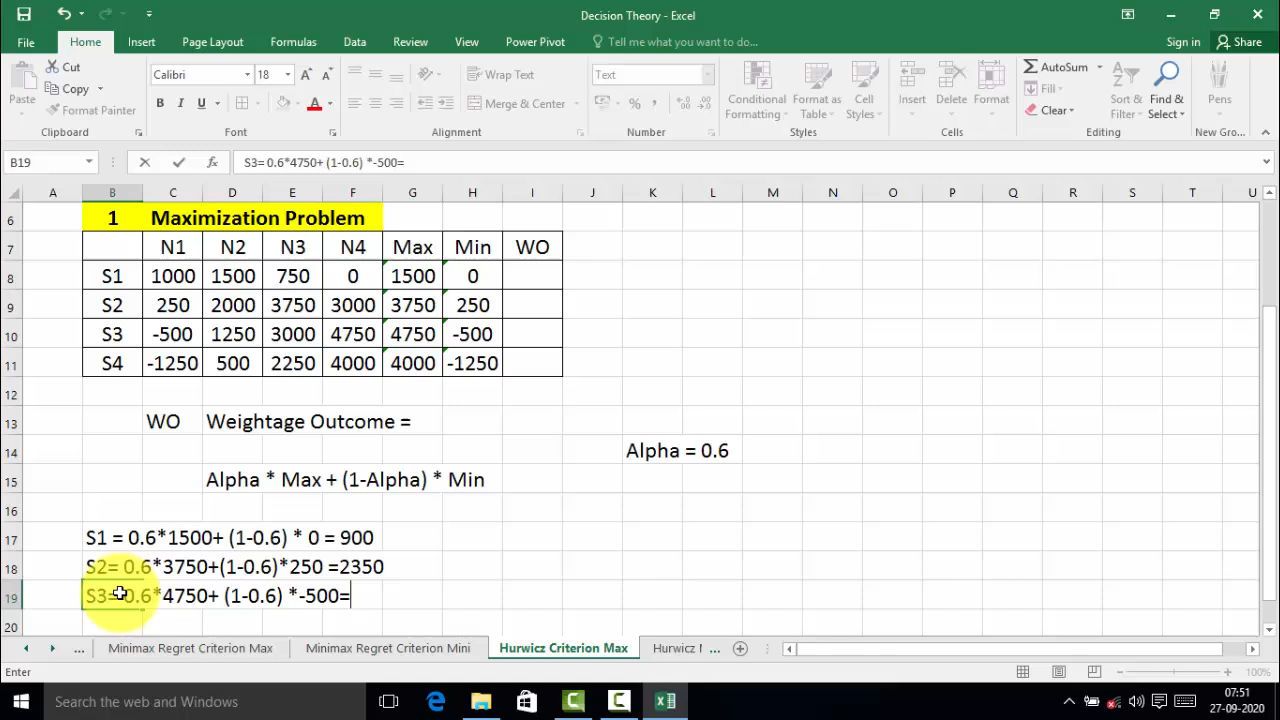 Decision Theory - Excel
Sign in Share
File Home Insert Page Layout Formulas Data Review View Power Pivot Tell me what you want to do...
Paste Cut Copy Format Painter Clipboard
Calibri 18 A A B I U A Font
Wrap Text Merge & Center Alignment
Text % , Number
Conditional Formatting Format as Table Cell Styles Styles
Insert Delete Format Cells
AutoSum Fill Clear Sort & Filter Find & Select Editing
Pens New Gro...
B19 fx S3= 0.6*4750+ (1-0.6) *-500=
A B C D E F G H I J K L M N O P Q R S T U
6 1 Maximization Problem
7 N1 N2 N3 N4 Max Min WO
8 S1 1000 1500 750 0 1500 0
9 S2 250 2000 3750 3000 3750 250
10 S3 -500 1250 3000 4750 4750 -500
11 S4 -1250 500 2250 4000 4000 -1250
12
13 WO Weightage Outcome =
14 Alpha = 0.6
15 Alpha * Max + (1-Alpha) * Min
16
17 S1 = 0.6*1500+ (1-0.6) * 0 = 900
18 S2= 0.6*3750+(1-0.6)*250 =2350
19 S3= 0.6*4750+ (1-0.6) *-500=
20
... Minimax Regret Criterion Max Minimax Regret Criterion Mini Hurwicz Criterion Max Hurwicz M ...
Enter 100%
Search the web and Windows
07:51
27-09-2020